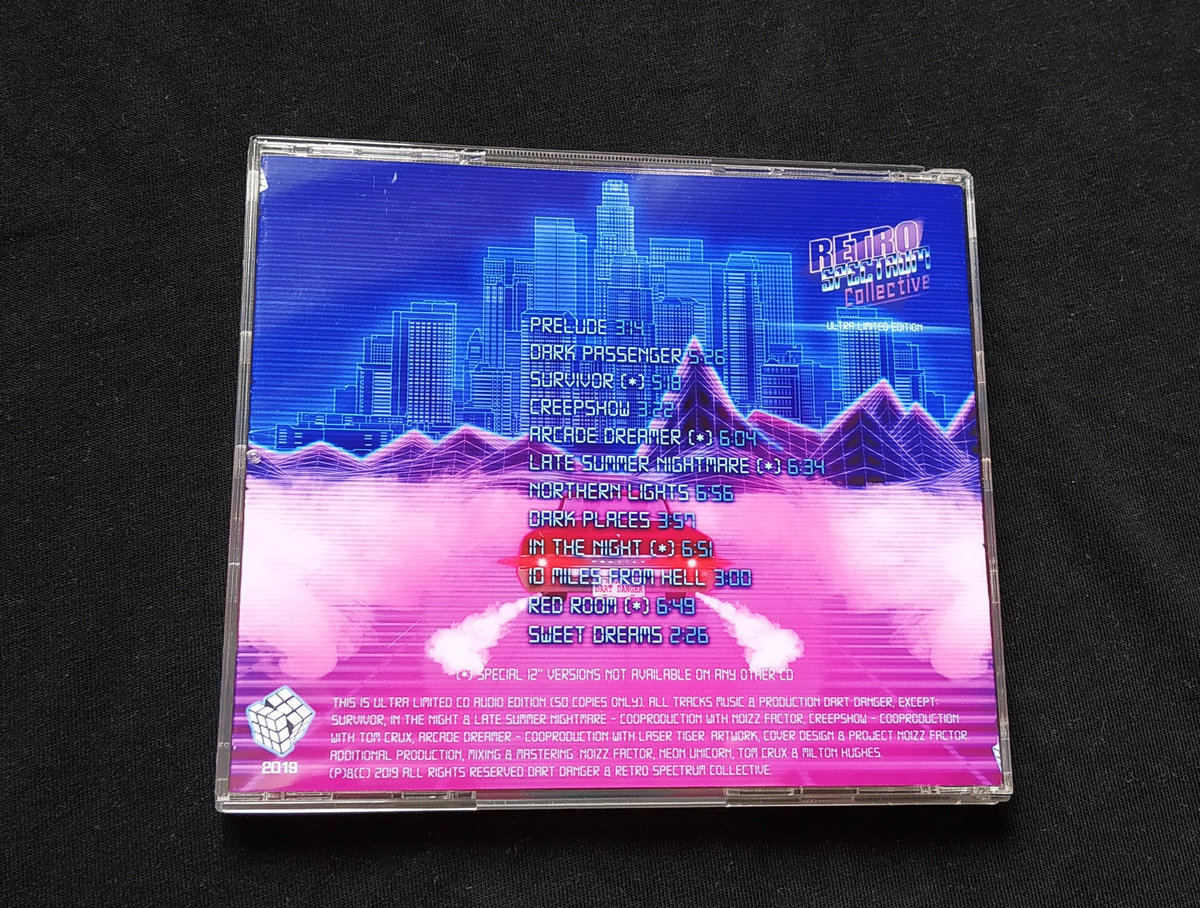 RETRO
SPECTRUM
Collective
ULTRA LIMITED EDITION
PRELUDE 3:14
DARK PASSENGER 5:26
SURVIVOR (*) 5:18
CREEPSHOW 3:22
ARCADE DREAMER (*) 6:04
LATE SUMMER NIGHTMARE (*) 6:34
NORTHERN LIGHTS 6:56
DARK PLACES 3:57
IN THE NIGHT (*) 6:51
PONTIAC
10 MILES FROM HELL 3:00
DART DANGER
RED ROOM (*) 6:49
SWEET DREAMS 2:26
(*) SPECIAL 12" VERSIONS NOT AVAILABLE ON ANY OTHER CD
THIS IS ULTRA LIMITED CD AUDIO EDITION (50 COPIES ONLY). ALL TRACKS MUSIC & PRODUCTION DART DANGER, EXCEPT:
SURVIVOR, IN THE NIGHT & LATE SUMMER NIGHTMARE - COOPRODUCTION WITH NOIZZ FACTOR, CREEPSHOW - COOPRODUCTION
WITH TOM CRUX, ARCADE DREAMER - COOPRODUCTION WITH LASER TIGER. ARTWORK, COVER DESIGN & PROJECT NOIZZ FACTOR.
ADDITIONAL PRODUCTION, MIXING & MASTERING: NOIZZ FACTOR, NEON UNICORN, TOM CRUX & MILTON HUGHES.
(P)&(C) 2019 ALL RIGHTS RESERVED DART DANGER & RETRO SPECTRUM COLLECTIVE.
2019